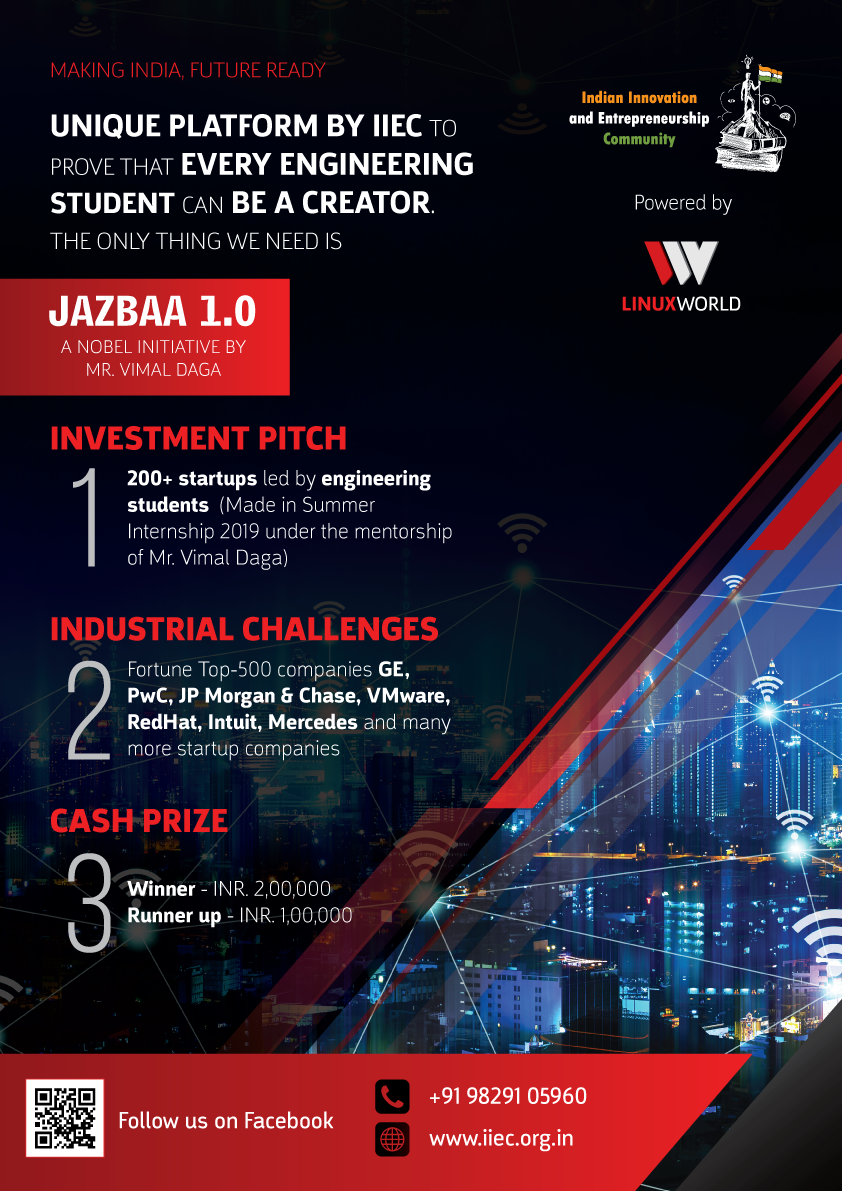 MAKING INDIA, FUTURE READY
UNIQUE PLATFORM BY IIEC TO
PROVE THAT EVERY ENGINEERING
STUDENT CAN BE A CREATOR.
THE ONLY THING WE NEED IS
Indian Innovation
and Entrepreneurship
Community
Powered by
LINUXWORLD
JAZBAA 1.0
A NOBEL INITIATIVE BY
MR. VIMAL DAGA
INVESTMENT PITCH
1
200+ startups led by engineering
students (Made in Summer
Internship 2019 under the mentorship
of Mr. Vimal Daga)
INDUSTRIAL CHALLENGES
2
Fortune Top-500 companies GE,
PwC, JP Morgan & Chase, VMware,
RedHat, Intuit, Mercedes and many
more startup companies
CASH PRIZE
3
Winner - INR. 2,00,000
Runner up - INR. 1,00,000
Follow us on Facebook
+91 98291 05960
www.iiec.org.in